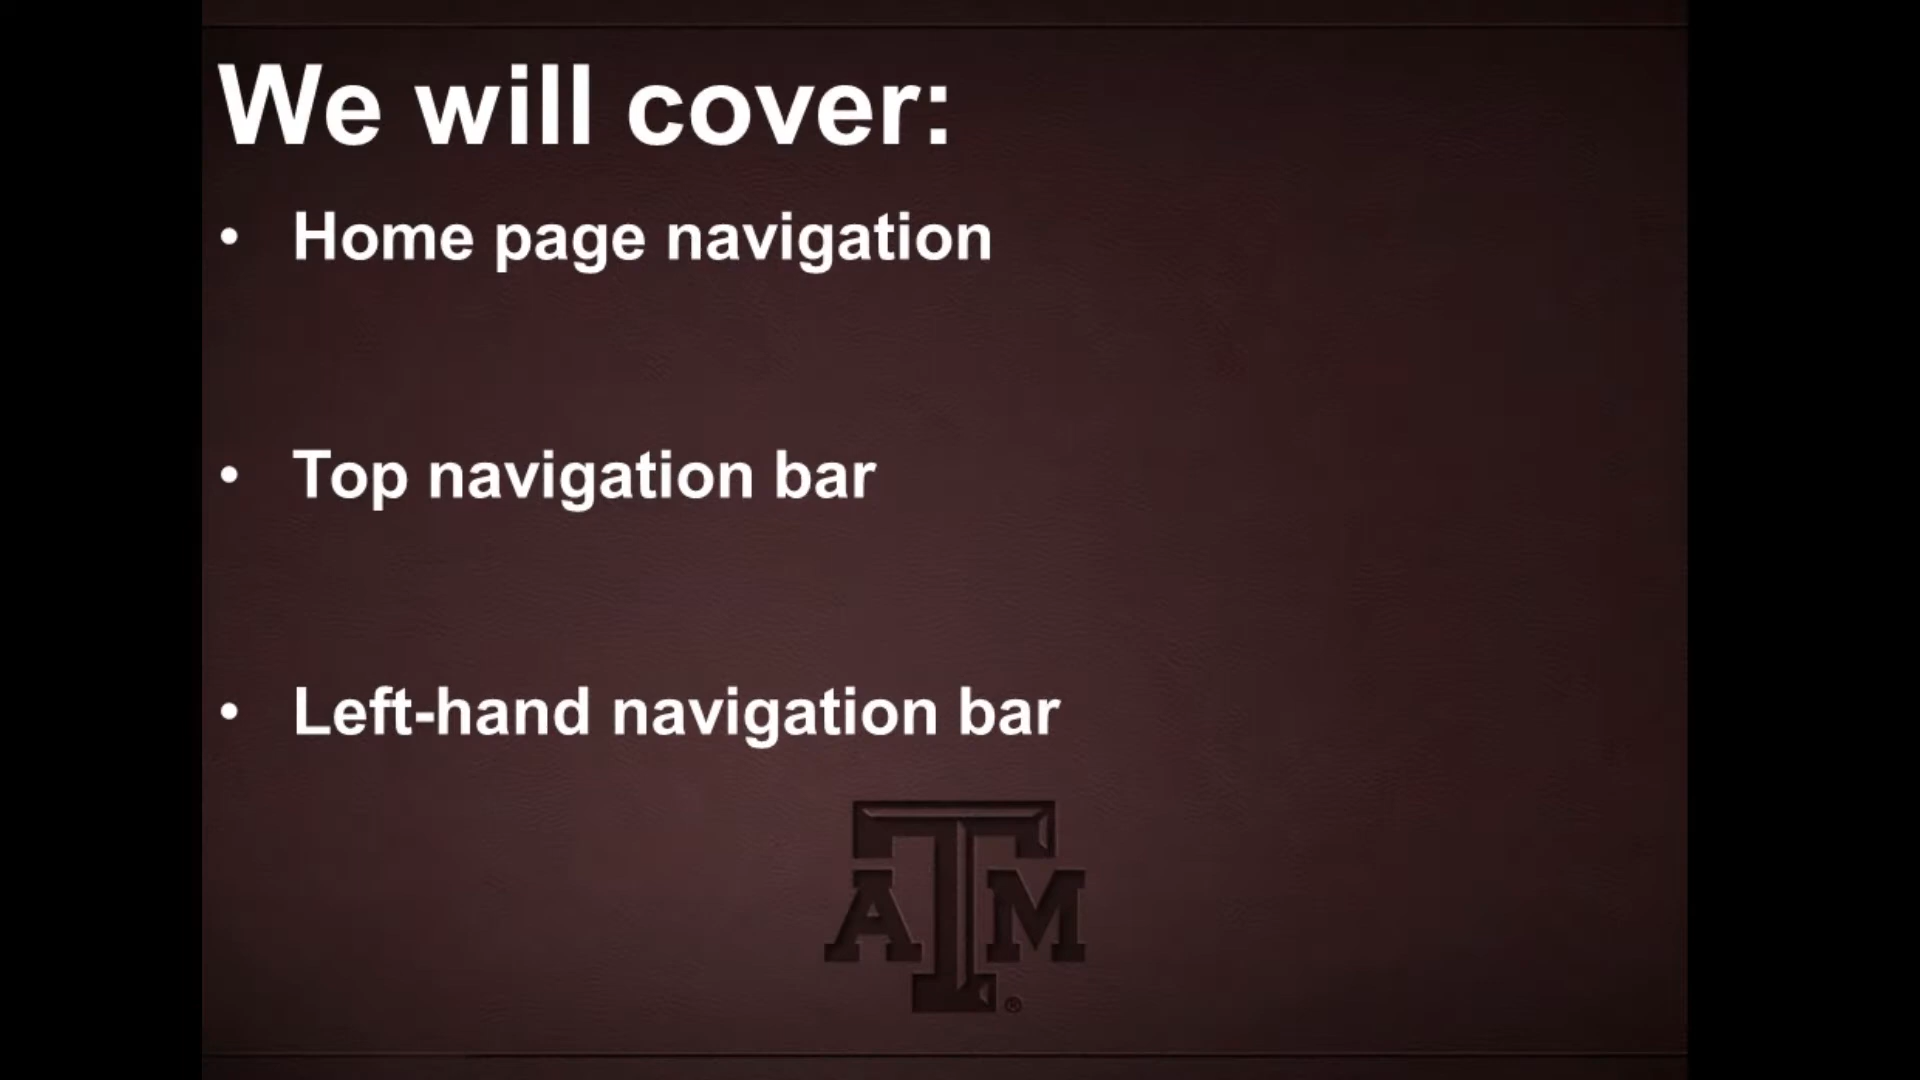 We will cover:
• Home page navigation
• Top navigation bar
• Left-hand navigation bar
ATM
®